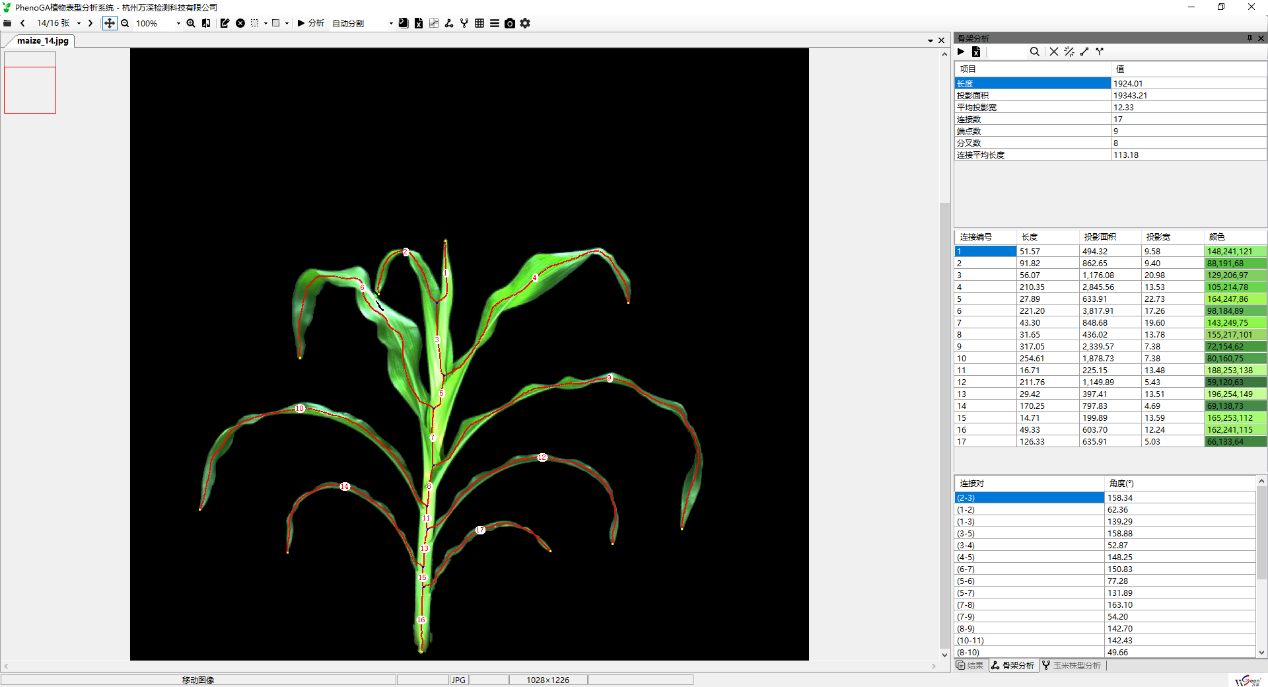 PhenoGA植物表型分析系统 - 杭州万深检测科技有限公司
14/16 张 100% 分析 自动分割
maize_14.jpg
骨架分析
项目 值
长度 1924.01
投影面积 19343.21
平均投影宽 12.33
连接数 17
端点数 9
分叉数 8
连接平均长度 113.18
连接编号 长度 投影面积 投影宽 颜色
1 51.57 494.32 9.58 148,241,121
2 91.82 862.65 9.40 88,191,68
3 56.07 1,176.08 20.98 129,206,97
4 210.35 2,845.56 13.53 105,214,78
5 27.89 633.91 22.73 164,247,86
6 221.20 3,817.91 17.26 98,184,89
7 43.30 848.68 19.60 143,249,75
8 31.65 436.02 13.78 155,217,101
9 317.05 2,339.57 7.38 72,154,62
10 254.61 1,878.73 7.38 80,160,75
11 16.71 225.15 13.48 188,253,138
12 211.76 1,149.89 5.43 59,120,63
13 29.42 397.41 13.51 196,254,149
14 170.25 797.83 4.69 69,138,73
15 14.71 199.89 13.59 165,253,112
16 49.33 603.70 12.24 162,241,115
17 126.33 635.91 5.03 66,133,64
连接对 角度(°)
(2-3) 158.34
(1-2) 62.36
(1-3) 139.29
(3-5) 158.88
(3-4) 52.87
(4-5) 148.25
(6-7) 150.83
(5-6) 77.28
(5-7) 131.89
(7-8) 163.10
(7-9) 54.20
(8-9) 142.70
(10-11) 142.43
(8-10) 49.66
结果 骨架分析 玉米株型分析
2
1
4
6
3
9
5
10
7
12
14
8
11
17
13
15
16
移动图像 JPG 1028×1226